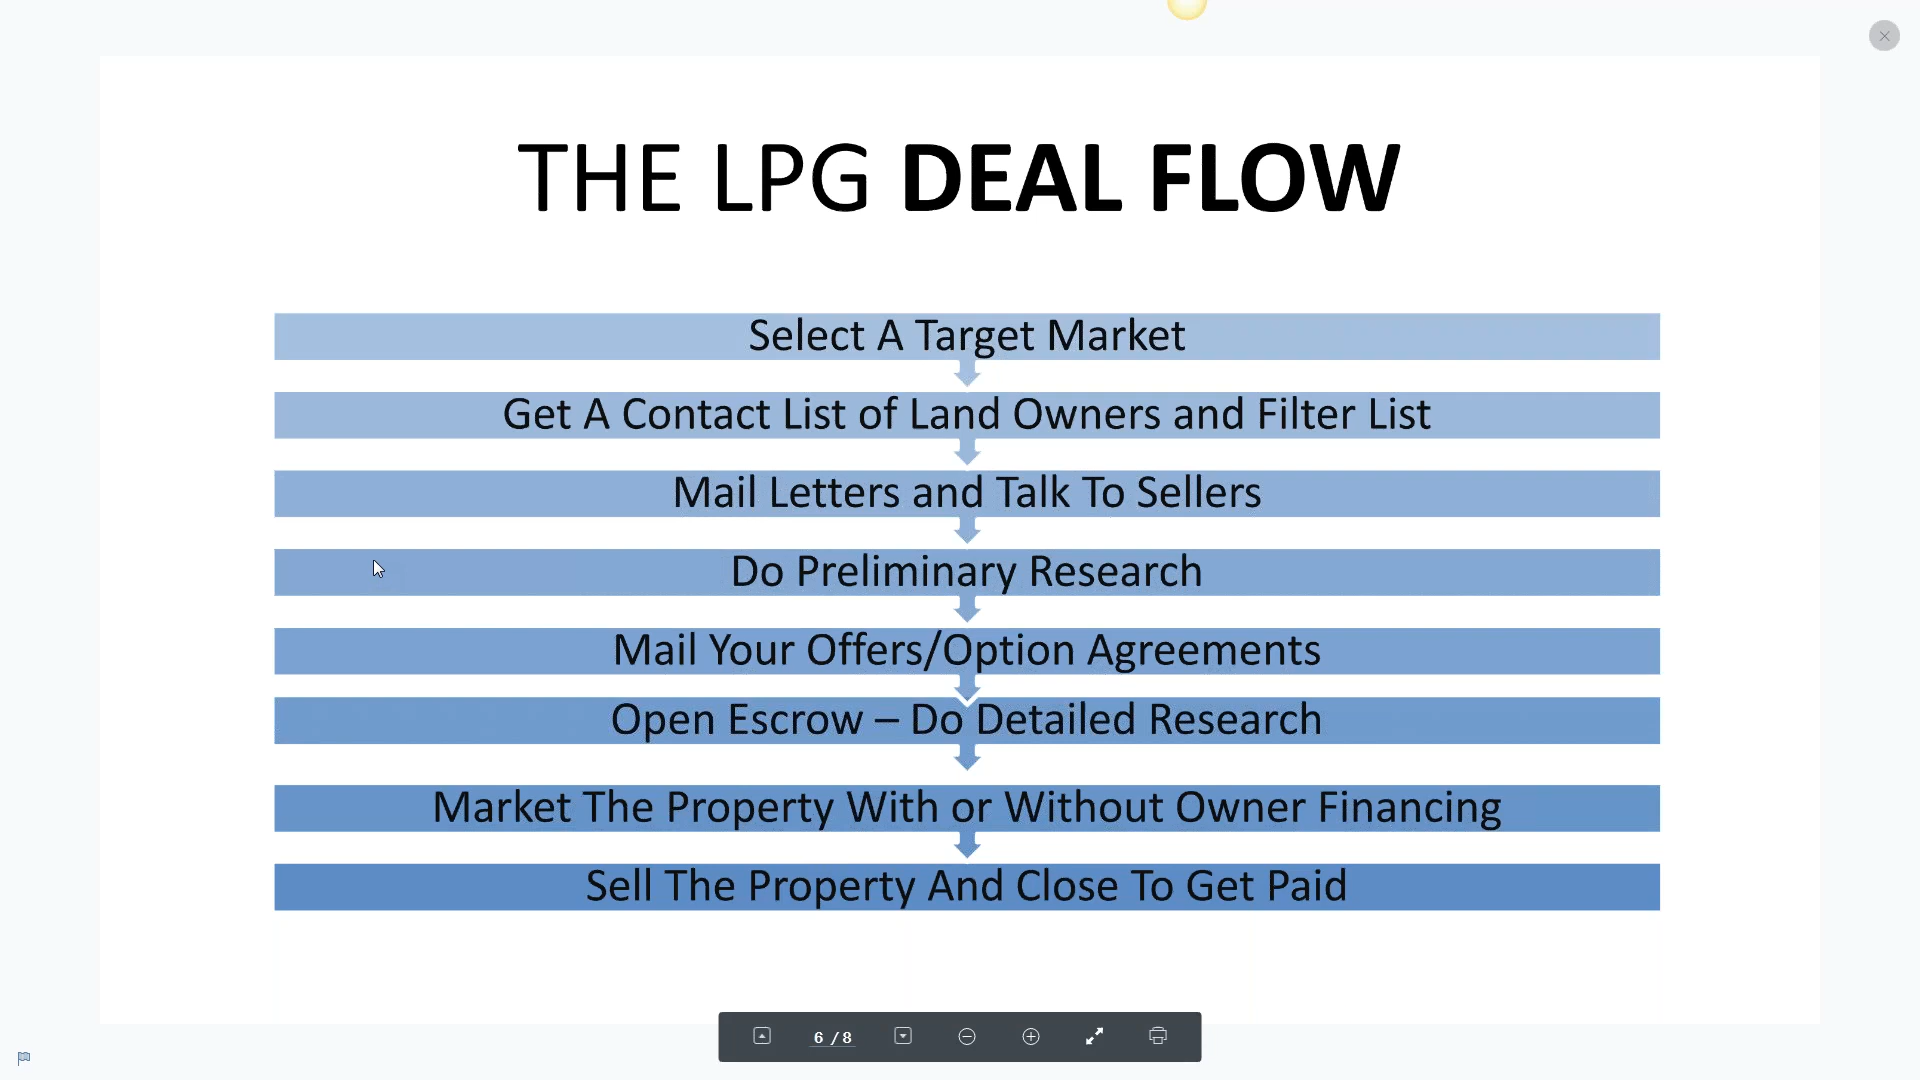 THE LPG DEAL FLOW
Select A Target Market
Get A Contact List of Land Owners and Filter List
Mail Letters and Talk To Sellers
Do Preliminary Research
Mail Your Offers/Option Agreements
Open Escrow – Do Detailed Research
Market The Property With or Without Owner Financing
Sell The Property And Close To Get Paid
6 / 8